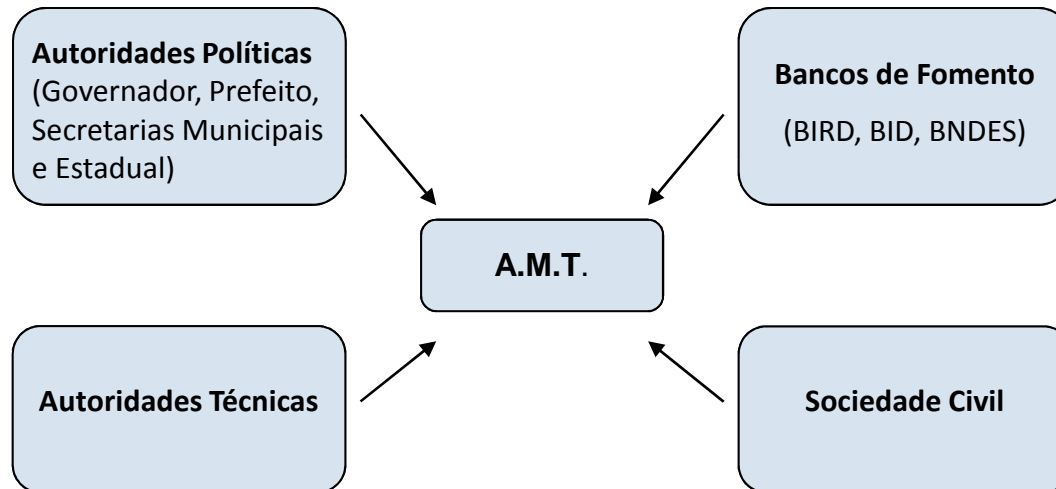 Autoridades Políticas
(Governador, Prefeito,
Secretarias Municipais
e Estadual)
Bancos de Fomento
(BIRD, BID, BNDES)
A.M.T.
Autoridades Técnicas
Sociedade Civil